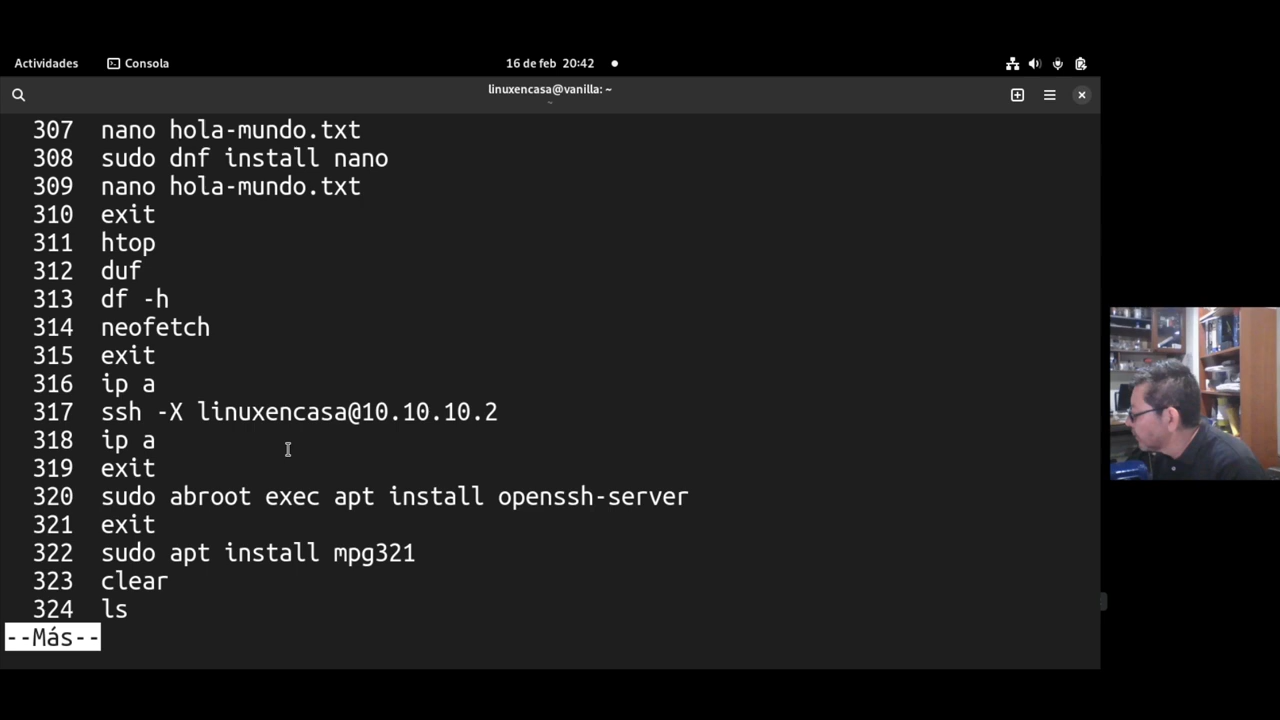 Actividades Consola 16 de feb 20:42
linuxencasa@vanilla: ~
~
307 nano hola-mundo.txt
308 sudo dnf install nano
309 nano hola-mundo.txt
310 exit
311 htop
312 duf
313 df -h
314 neofetch
315 exit
316 ip a
317 ssh -X linuxencasa@10.10.10.2
318 ip a
319 exit
320 sudo abroot exec apt install openssh-server
321 exit
322 sudo apt install mpg321
323 clear
324 ls
--Más--